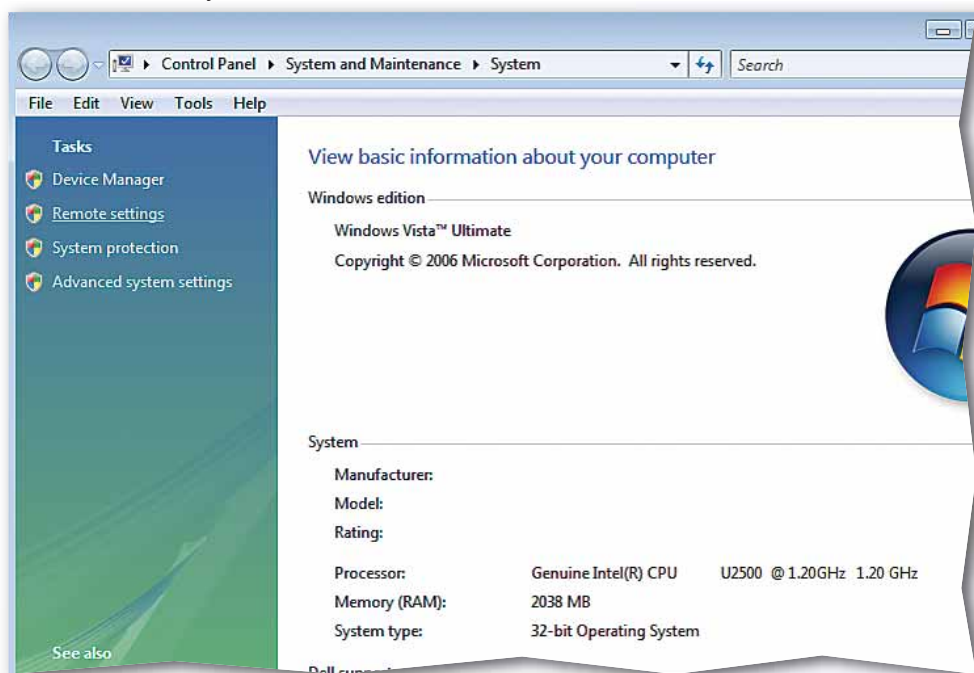 Control Panel System and Maintenance System Search
File Edit View Tools Help
Tasks
Device Manager
Remote settings
System protection
Advanced system settings
See also
View basic information about your computer
Windows edition
Windows Vista™ Ultimate
Copyright © 2006 Microsoft Corporation. All rights reserved.
System
Manufacturer:
Model:
Rating:
Processor: Genuine Intel(R) CPU U2500 @ 1.20GHz 1.20 GHz
Memory (RAM): 2038 MB
System type: 32-bit Operating System